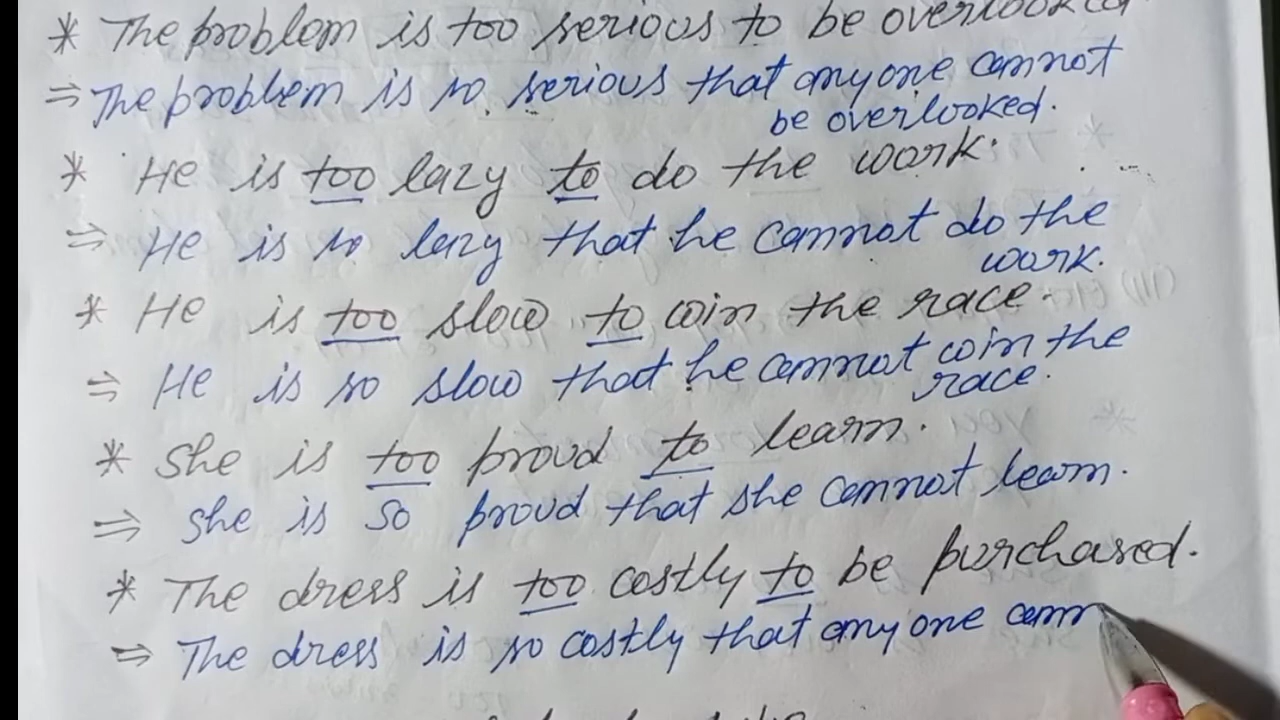 * The problem is too serious to be overlooked
⇒ The problem is so serious that anyone cannot
be overlooked.
* He is too lazy to do the work.
⇒ He is so lazy that he cannot do the
work.
* He is too slow to win the race.
⇒ He is so slow that he cannot win the
race.
* She is too proud to learn.
⇒ She is so proud that she cannot learn.
* The dress is too costly to be purchased.
⇒ The dress is so costly that anyone cann